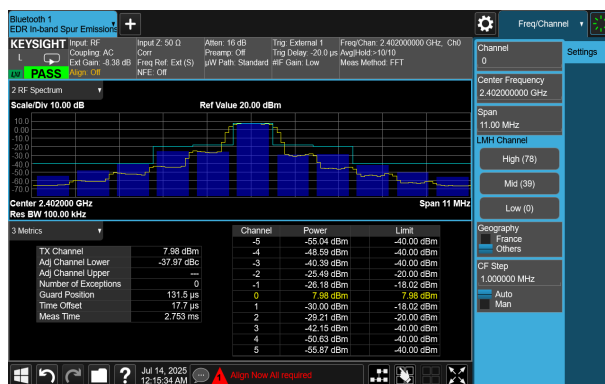 Bluetooth 1
EDR In-band Spur Emissions
Freq/Channel
KEYSIGHT
L
PASS
Input: RF
Coupling: AC
Ext Gain: -8.38 dB
Align: Off
Input Z: 50 Ω
Corr
Freq Ref: Ext (S)
NFE: Off
Atten: 16 dB
Preamp: Off
µW Path: Standard
Trig: External 1
Trig Delay: -20.0 µs
#IF Gain: Low
Freq/Chan: 2.402000000 GHz, Ch0
Avg|Hold:>10/10
Meas Method: FFT
2 RF Spectrum
Scale/Div 10.00 dB
Ref Value 20.00 dBm
10.0
0.00
-10.0
-20.0
-30.0
-40.0
-50.0
-60.0
-70.0
Center 2.402000 GHz
Span 11 MHz
Res BW 100.00 kHz
3 Metrics
TX Channel 7.98 dBm
Adj Channel Lower -37.97 dBc
Adj Channel Upper ---
Number of Exceptions 0
Guard Position 131.5 µs
Time Offset 17.7 µs
Meas Time 2.753 ms
Channel Power Limit
-5 -55.04 dBm -40.00 dBm
-4 -48.59 dBm -40.00 dBm
-3 -40.39 dBm -40.00 dBm
-2 -25.49 dBm -20.00 dBm
-1 -26.18 dBm -18.02 dBm
0 7.98 dBm 7.98 dBm
1 -30.00 dBm -18.02 dBm
2 -29.21 dBm -20.00 dBm
3 -42.15 dBm -40.00 dBm
4 -50.63 dBm -40.00 dBm
5 -55.87 dBm -40.00 dBm
Channel
0
Center Frequency
2.402000000 GHz
Span
11.00 MHz
LMH Channel
High (78)
Mid (39)
Low (0)
Geography
France
Others
CF Step
1.000000 MHz
Auto
Man
Settings
?
Jul 14, 2025
12:15:34 AM
Align Now All required